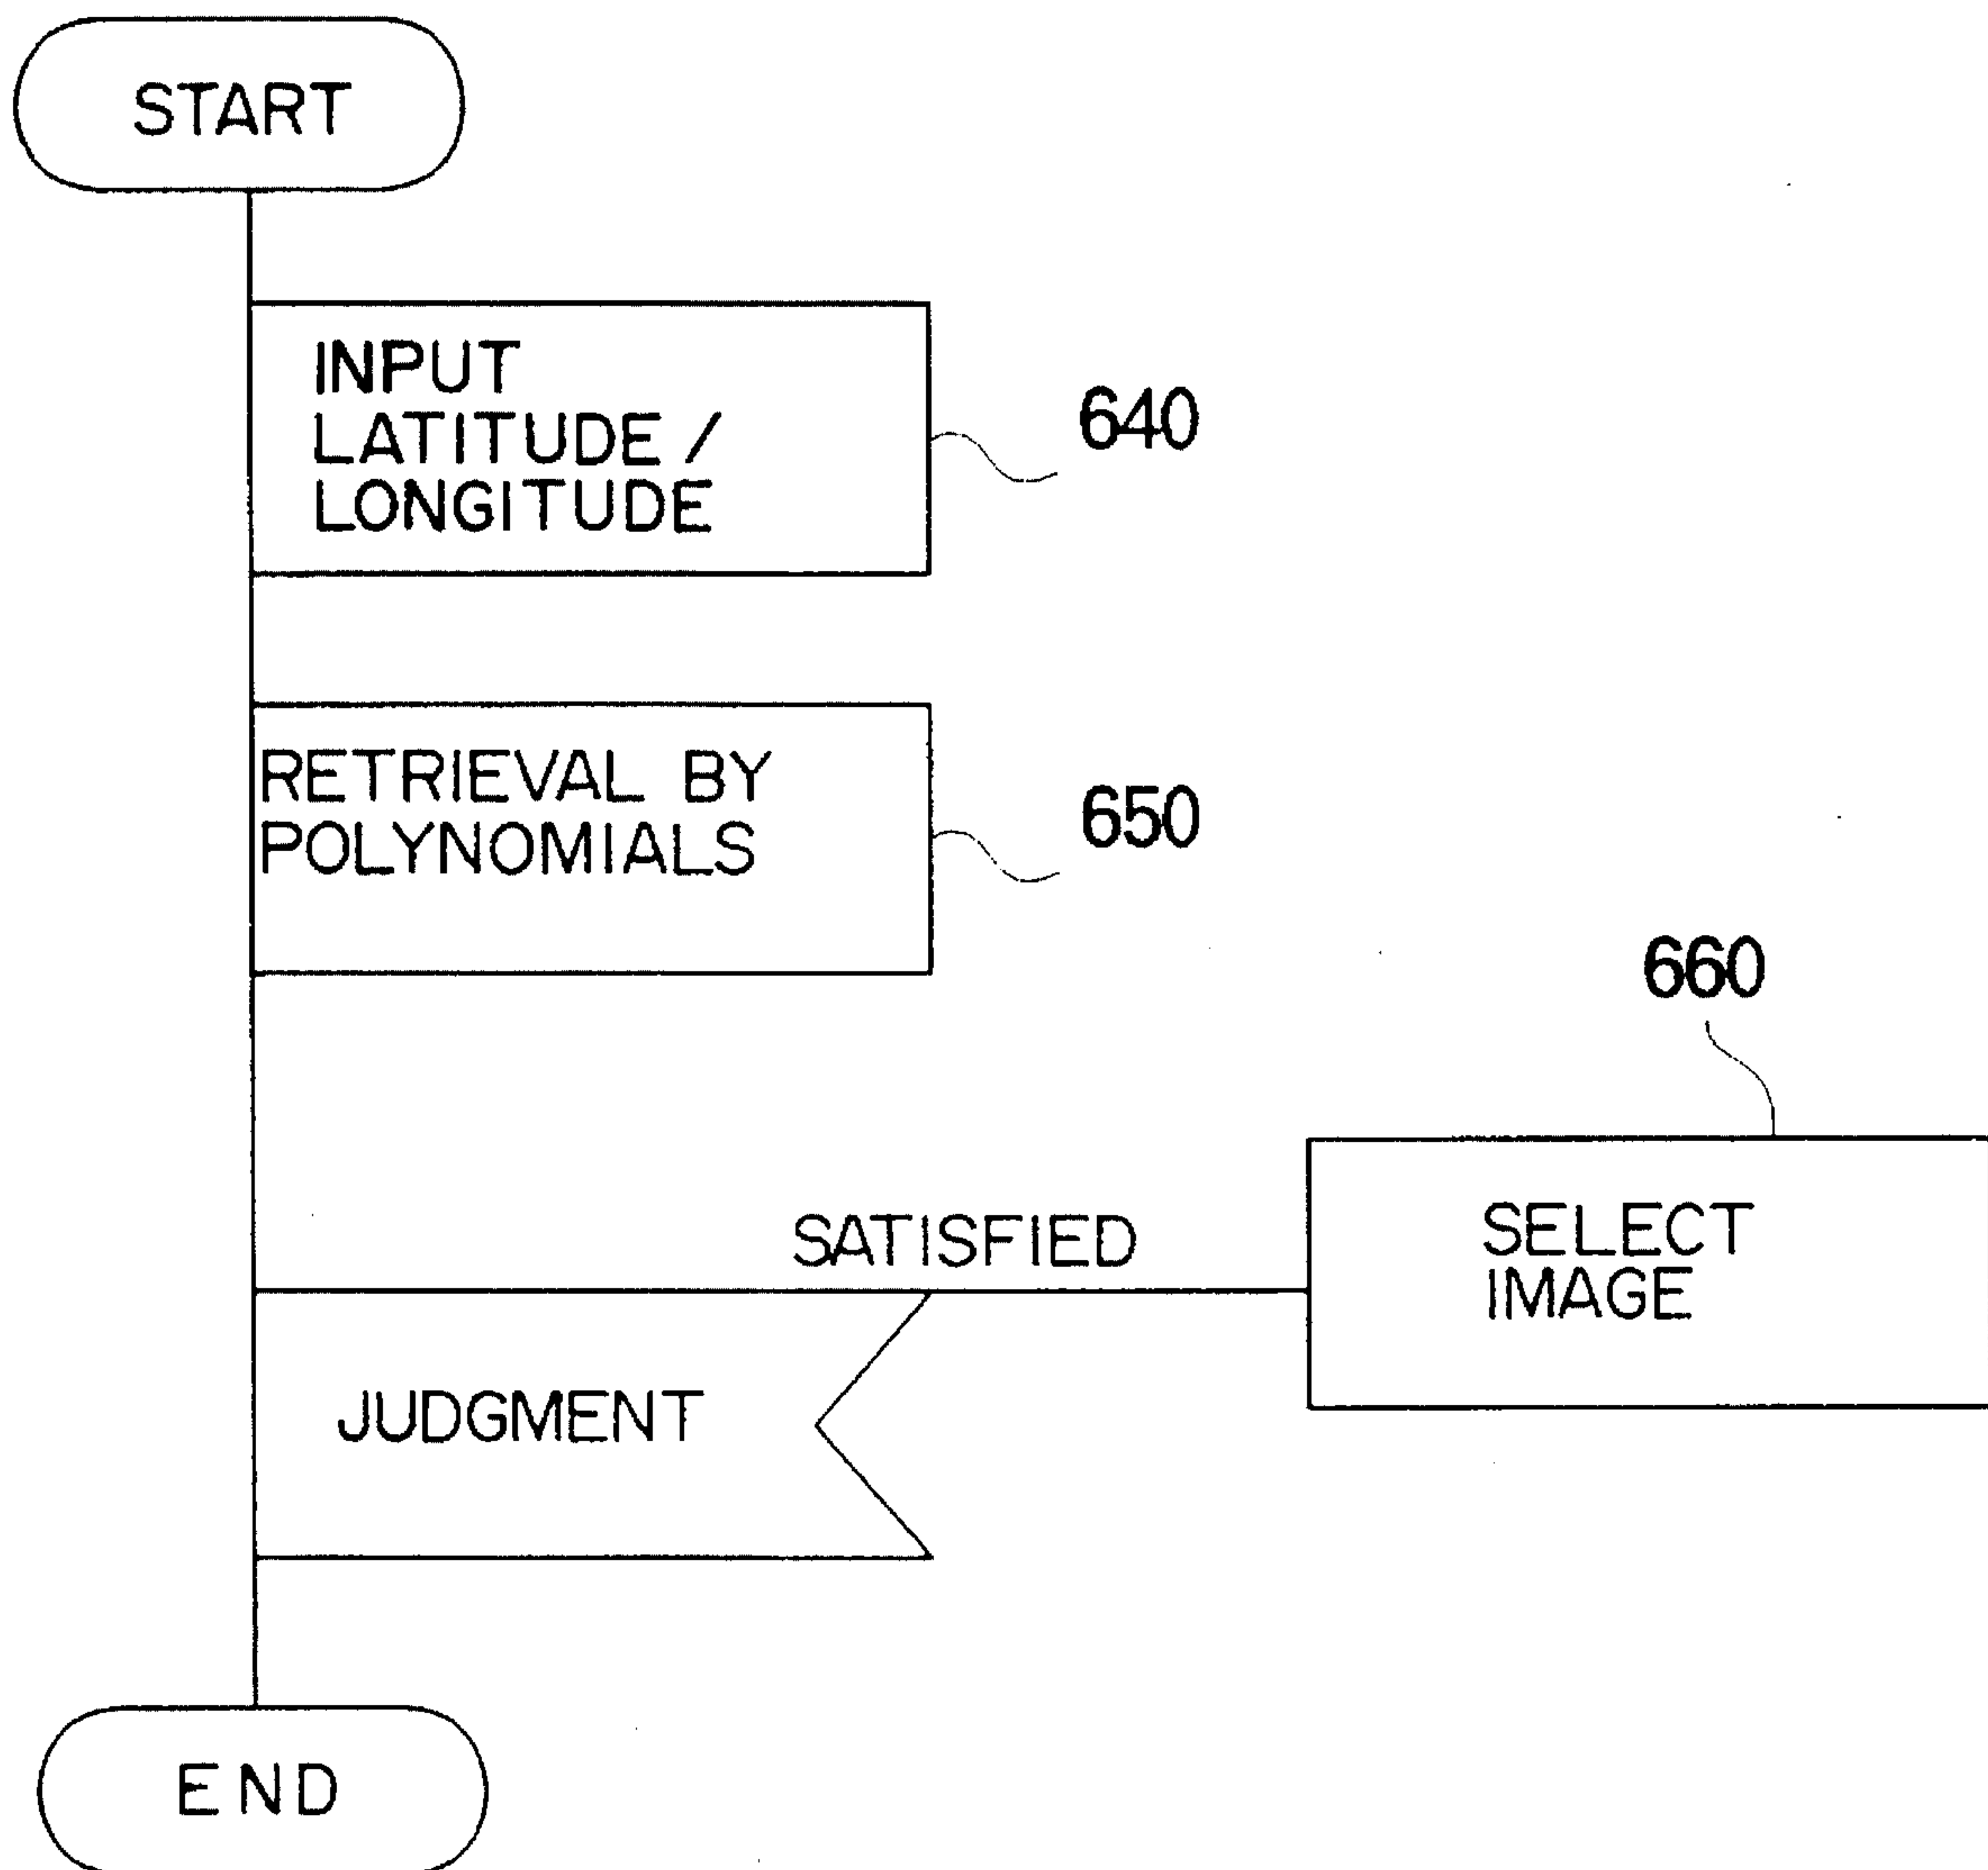 START
INPUT
LATITUDE /
LONGITUDE
640
RETRIEVAL BY
POLYNOMIALS
650
660
SATISFIED
SELECT
IMAGE
JUDGMENT
END